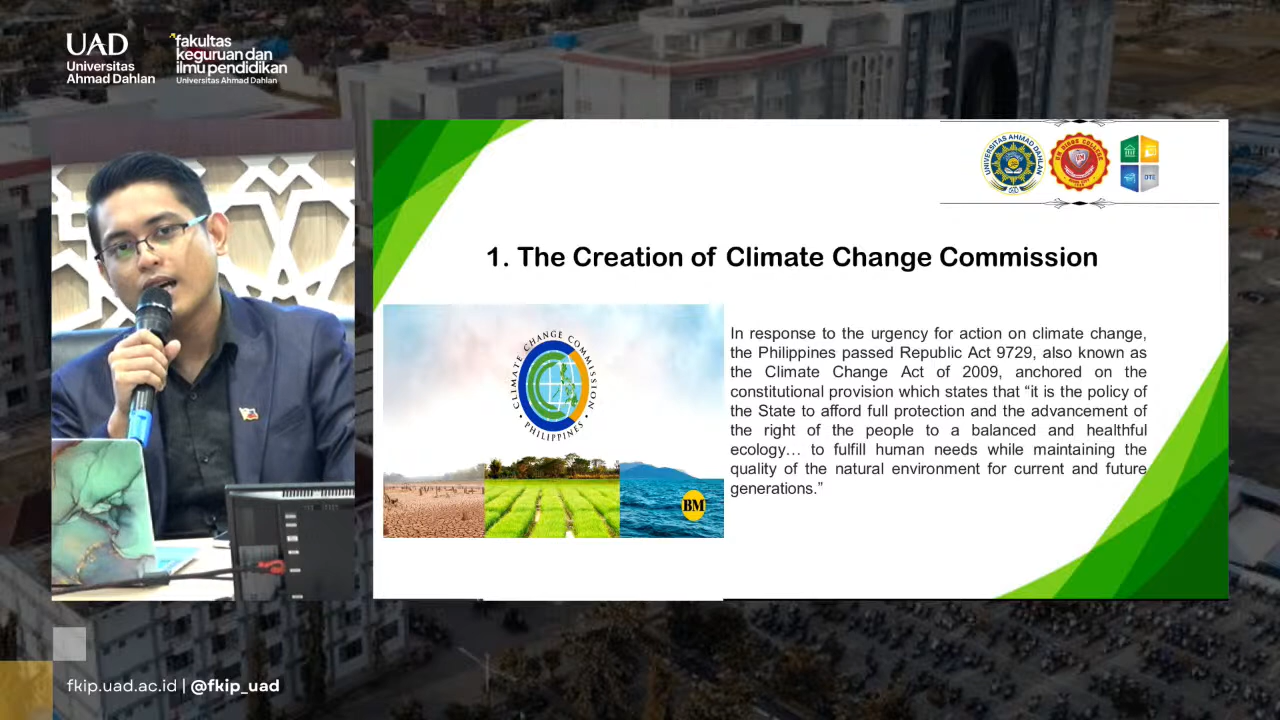 UAD
Universitas
Ahmad Dahlan
fakultas
keguruan dan
ilmu pendidikan
Universitas Ahmad Dahlan
UNIVERSITAS AHMAD DAHLAN
DTE
1. The Creation of Climate Change Commission
CLIMATE CHANGE COMMISSION
• PHILIPPINES •
BM
In response to the urgency for action on climate change,
the Philippines passed Republic Act 9729, also known as
the Climate Change Act of 2009, anchored on the
constitutional provision which states that “it is the policy of
the State to afford full protection and the advancement of
the right of the people to a balanced and healthful
ecology… to fulfill human needs while maintaining the
quality of the natural environment for current and future
generations.”
fkip.uad.ac.id | @fkip_uad